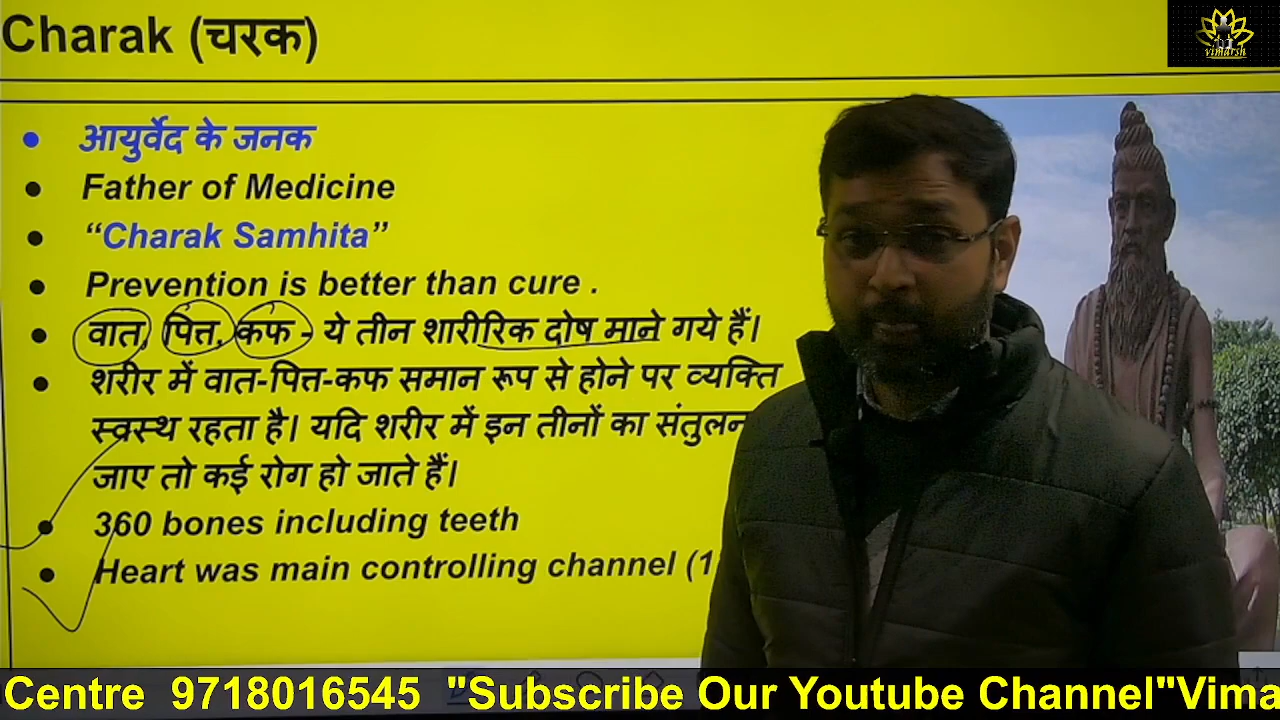 Charak (चरक)
vimarsh
आयुर्वेद के जनक
Father of Medicine
“Charak Samhita”
Prevention is better than cure .
वात, पित्त, कफ - ये तीन शारीरिक दोष माने गये हैं।
शरीर में वात-पित्त-कफ समान रूप से होने पर व्यक्ति
स्वस्थ रहता है। यदि शरीर में इन तीनों का संतुलन
जाए तो कई रोग हो जाते हैं।
360 bones including teeth
Heart was main controlling channel (1
Centre 9718016545 "Subscribe Our Youtube Channel"Vima